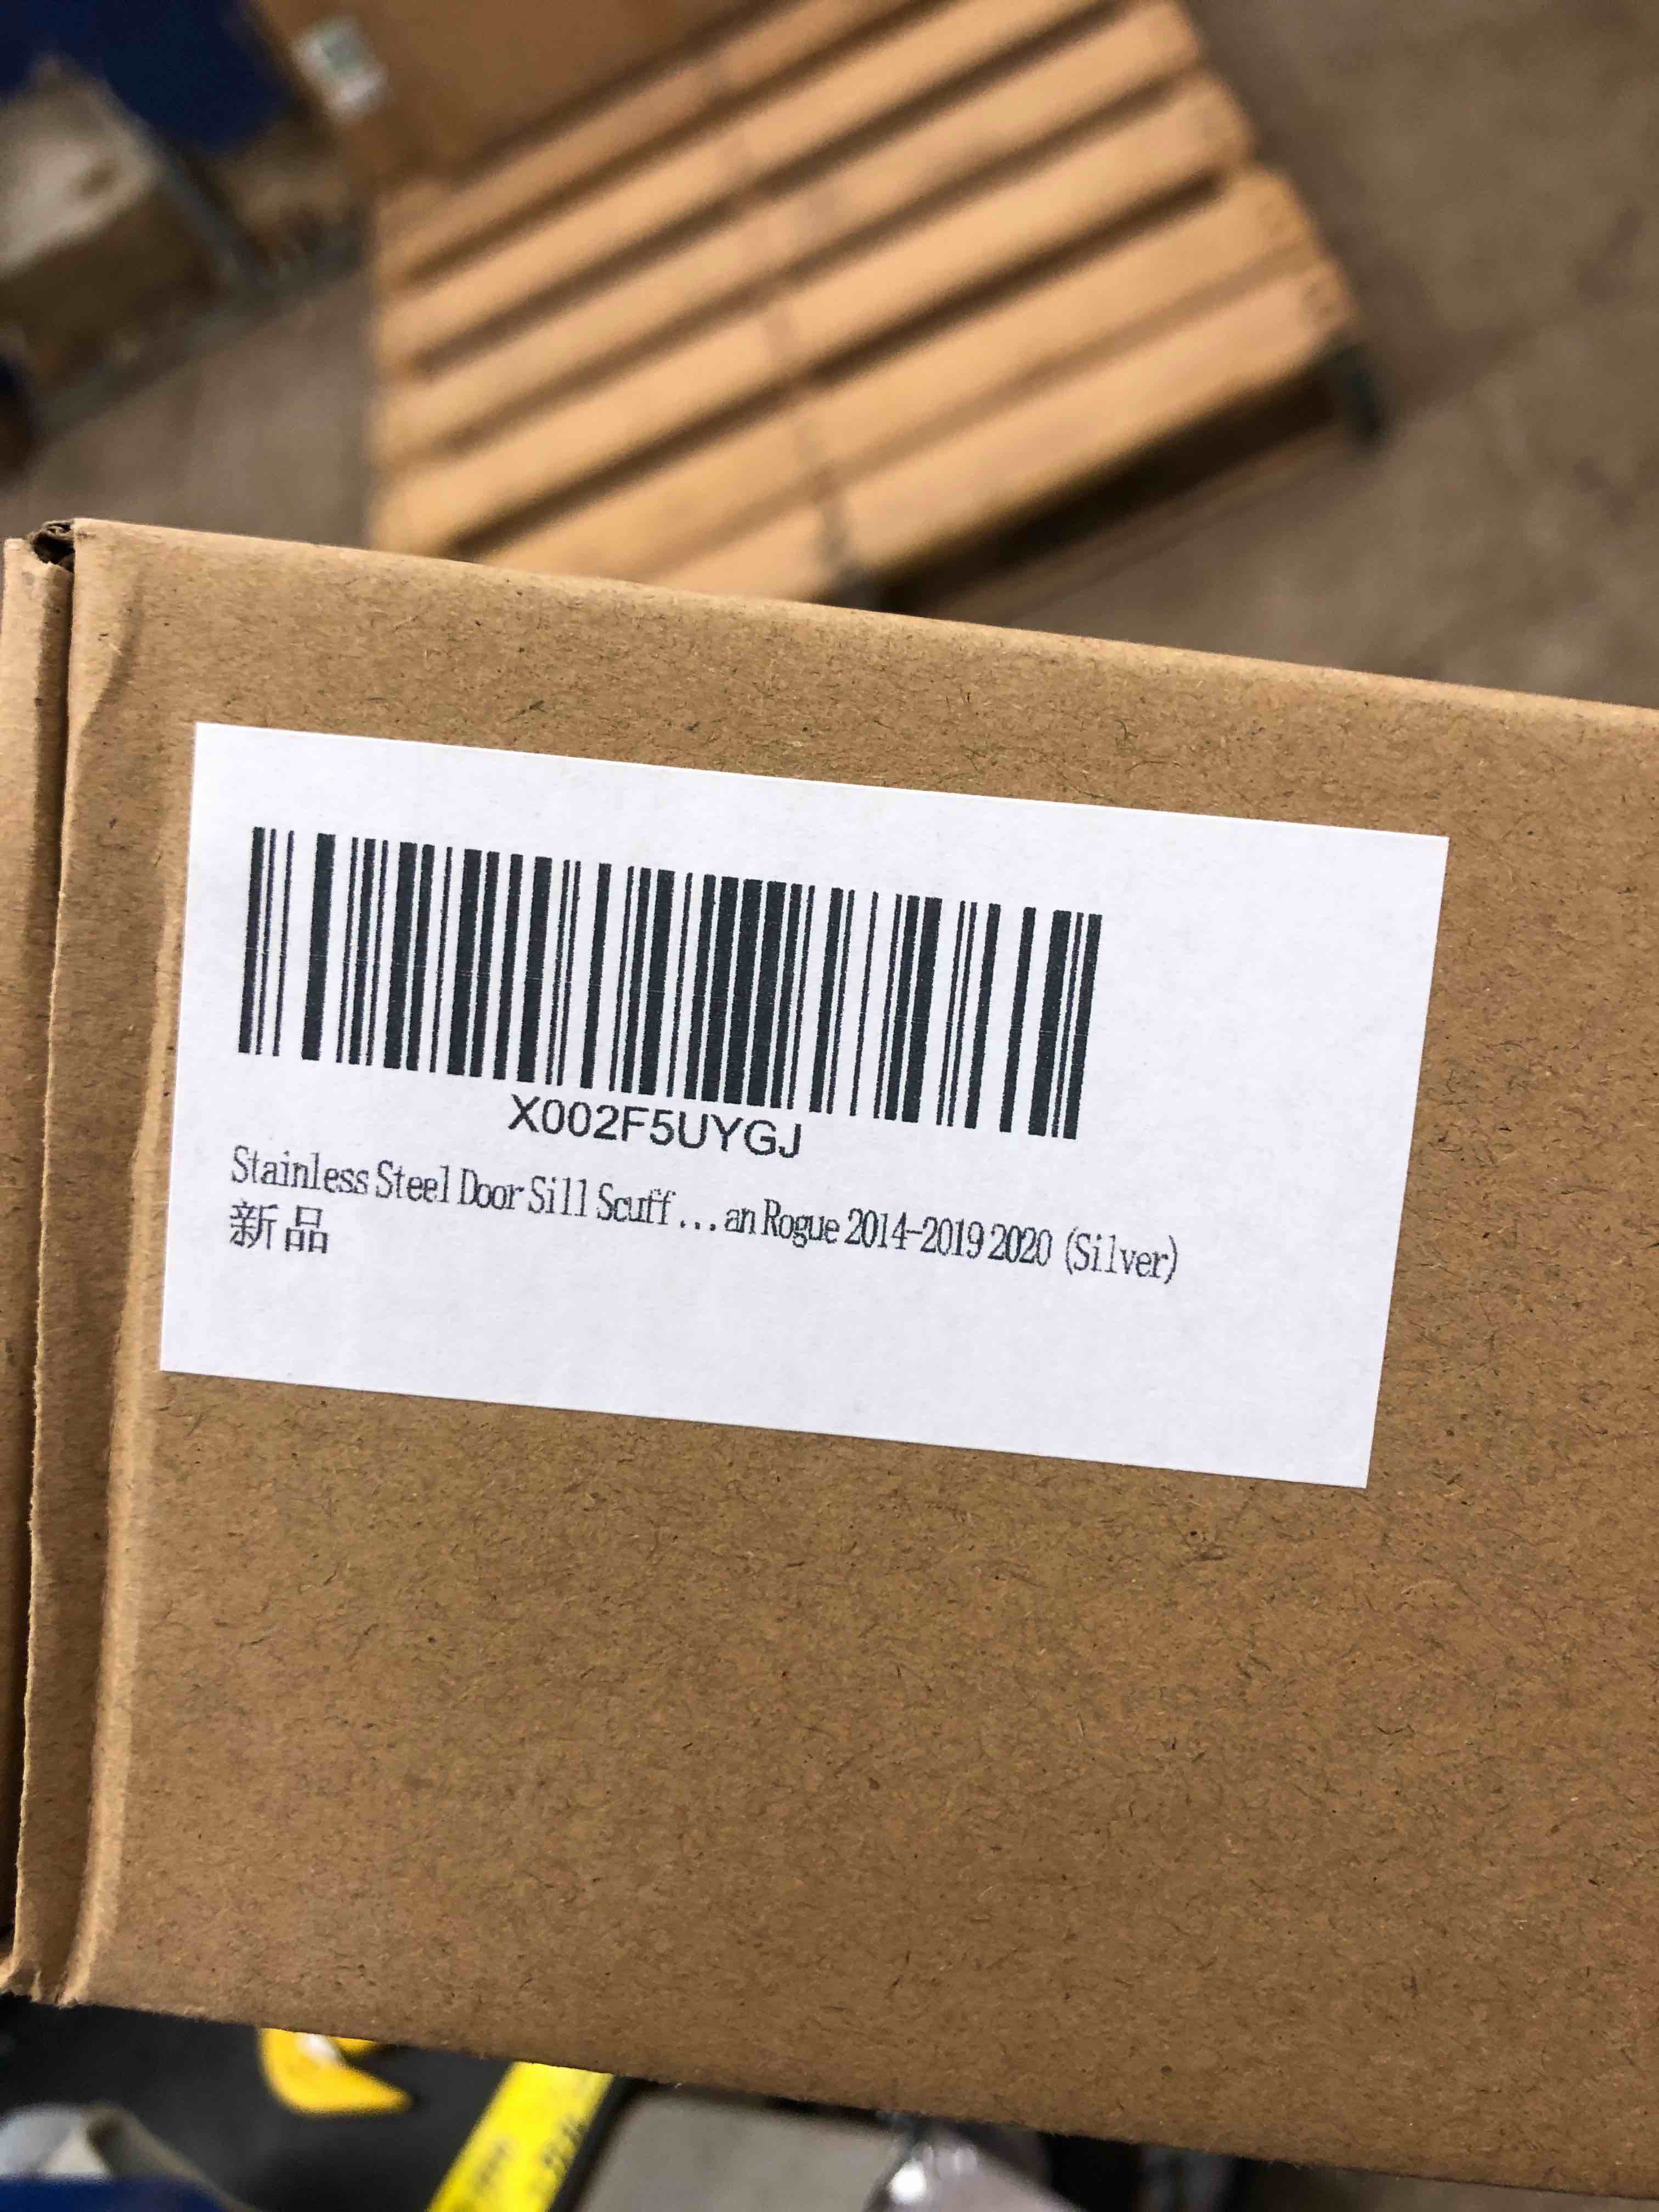 X002F5UYGJ
Stainless Steel Door Sill Scuff ... an Rogue 2014-2019 2020 (Silver)
新品